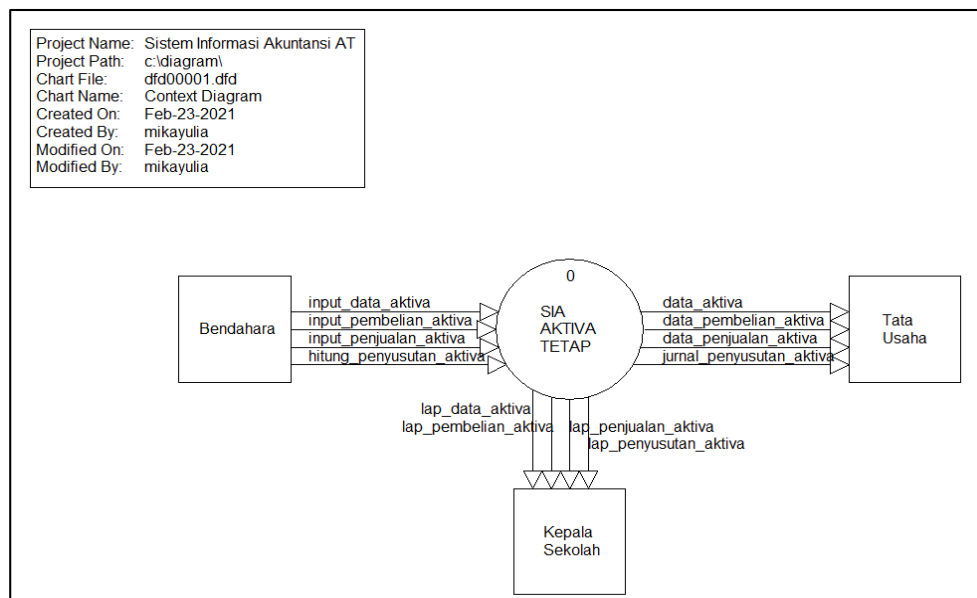 Project Name: Sistem Informasi Akuntansi AT
Project Path: c:\diagram\
Chart File: dfd00001.dfd
Chart Name: Context Diagram
Created On: Feb-23-2021
Created By: mikayulia
Modified On: Feb-23-2021
Modified By: mikayulia
Bendahara
input_data_aktiva
input_pembelian_aktiva
input_penjualan_aktiva
hitung_penyusutan_aktiva
0
SIA
AKTIVA
TETAP
data_aktiva
data_pembelian_aktiva
data_penjualan_aktiva
jurnal_penyusutan_aktiva
Tata
Usaha
lap_data_aktiva
lap_pembelian_aktiva
lap_penjualan_aktiva
lap_penyusutan_aktiva
Kepala
Sekolah